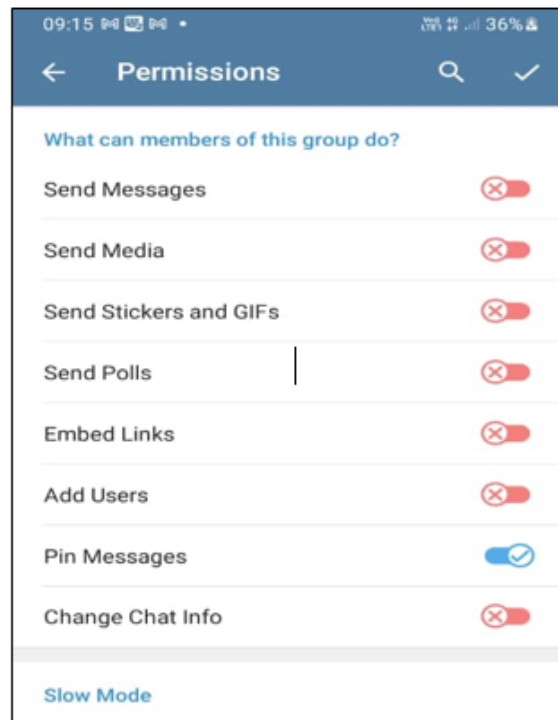 09:15
36%
Permissions
What can members of this group do?
Send Messages
Send Media
Send Stickers and GIFs
Send Polls
Embed Links
Add Users
Pin Messages
Change Chat Info
Slow Mode